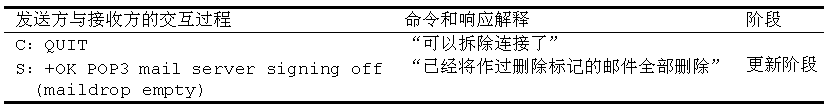 发送方与接收方的交互过程 命令和响应解释 阶段
C: QUIT “可以拆除连接了”
S: +OK POP3 mail server signing off “已经将作过删除标记的邮件全部删除” 更新阶段
(maildrop empty)